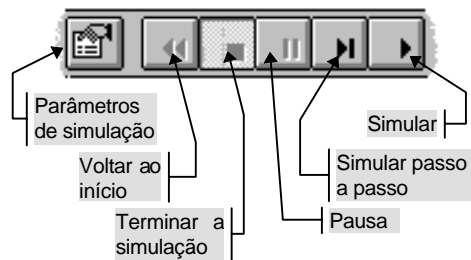 Parâmetros
de simulação
Voltar ao
início
Terminar a
simulação
Pausa
Simular passo
a passo
Simular